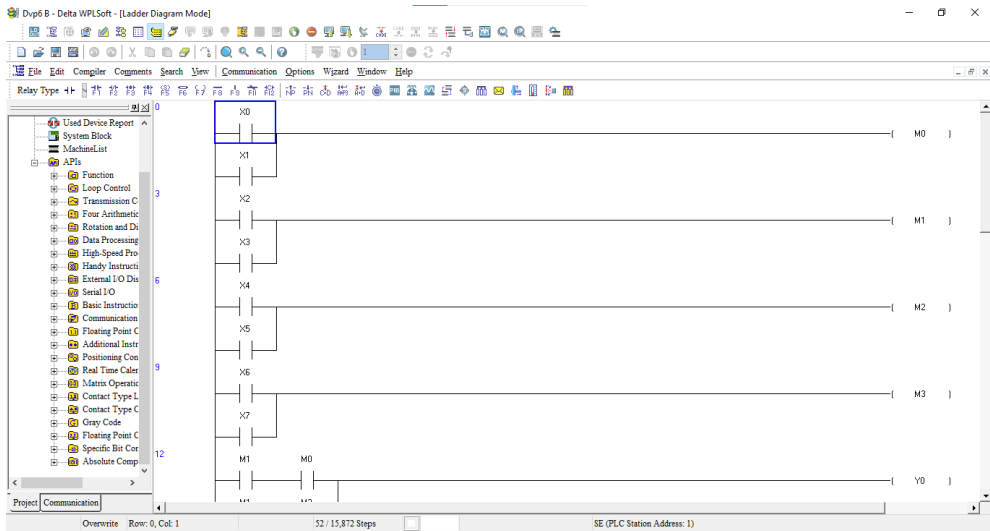 Dvp6 B - Delta WPLSoft - [Ladder Diagram Mode]
File Edit Compiler Comments Search View Communication Options Wizard Window Help
Relay Type
Used Device Report
System Block
MachineList
APIs
Function
Loop Control
Transmission C
Four Arithmetic
Rotation and Di
Data Processing
High-Speed Pro
Handy Instructi
External I/O Dis
Serial I/O
Basic Instructio
Communication
Floating Point C
Additional Instr
Positioning Con
Real Time Caler
Matrix Operatic
Contact Type L
Contact Type C
Gray Code
Floating Point C
Specific Bit Cor
Absolute Comp
Project Communication
0
X0
M0
X1
3
X2
M1
X3
6
X4
M2
X5
9
X6
M3
X7
12
M1 M0
Y0
Overwrite Row: 0, Col: 1 52 / 15,872 Steps SE (PLC Station Address: 1)